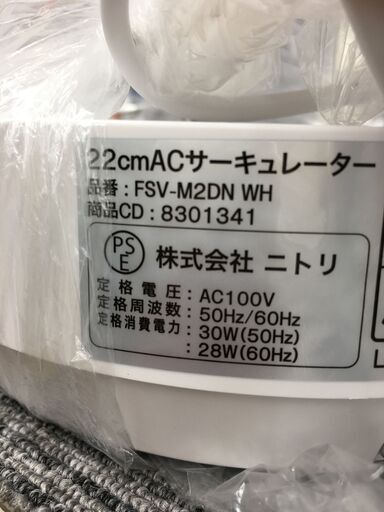 22cmACサーキュレーター
品番：FSV-M2DN WH
商品CD：8301341
PSE 株式会社 ニトリ
定格電圧：AC100V
定格周波数：50Hz/60Hz
定格消費電力：30W(50Hz)
：28W(60Hz)